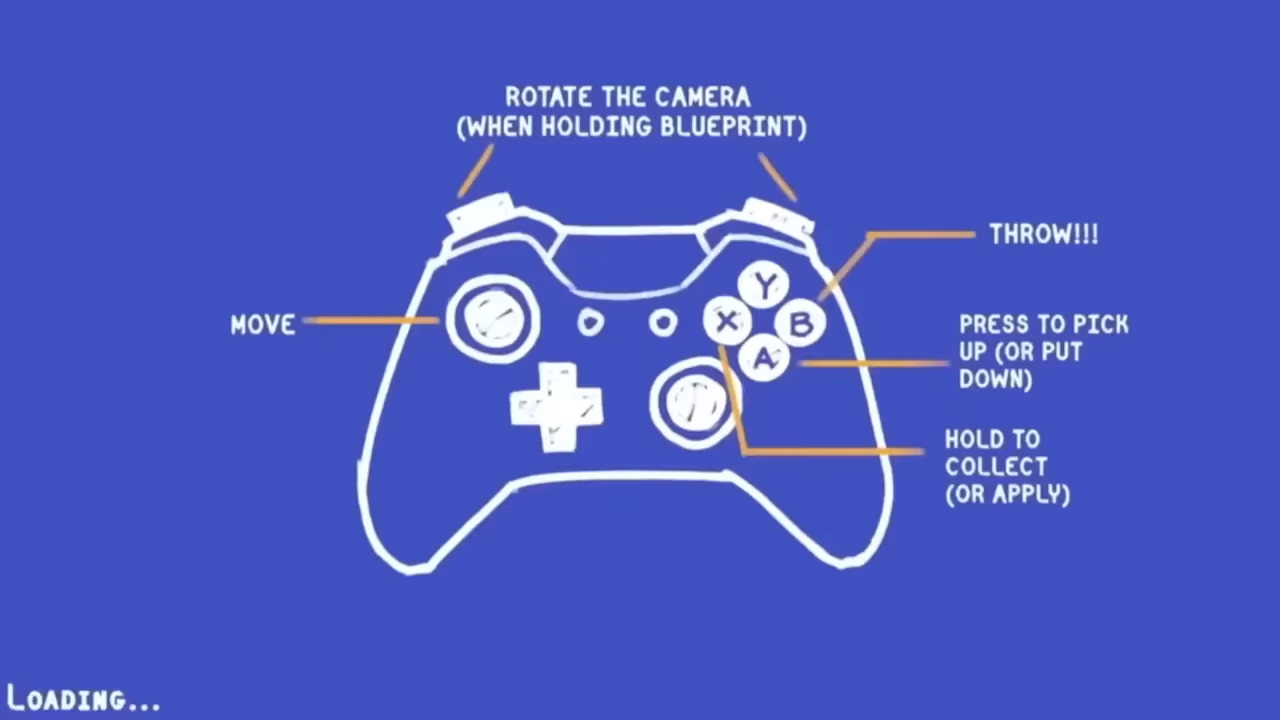 ROTATE THE CAMERA
(WHEN HOLDING BLUEPRINT)
THROW!!!
Y
X
B
A
MOVE
PRESS TO PICK
UP (OR PUT
DOWN)
HOLD TO
COLLECT
(OR APPLY)
LOADING...